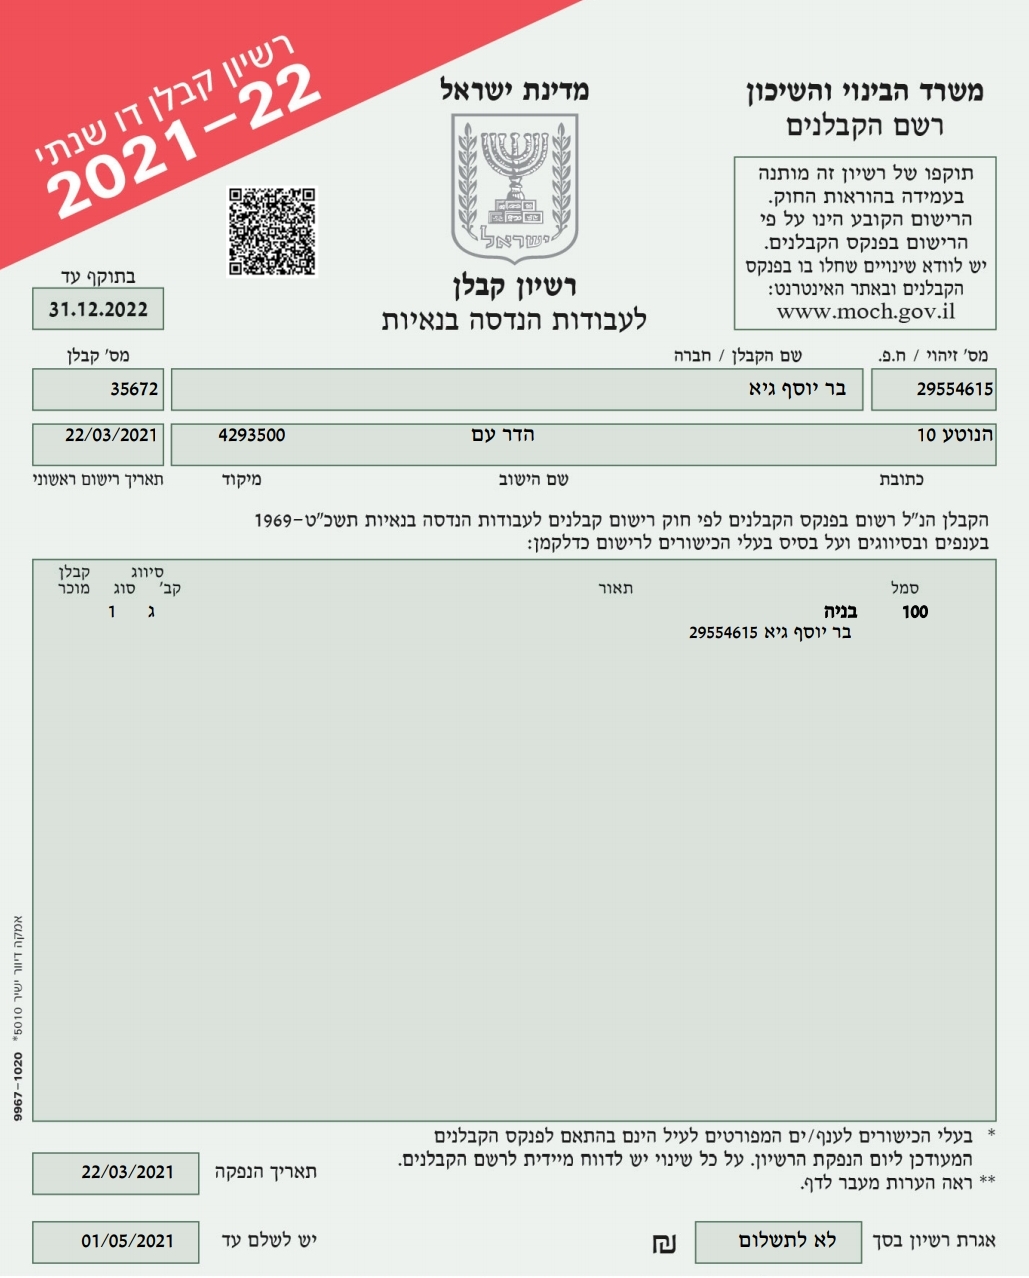 רשיון קבלן דו שנתי
2021–22
משרד הבינוי והשיכון
רשם הקבלנים
תוקפו של רשיון זה מותנה
בעמידה בהוראות החוק.
הרישום הקובע הינו על פי
הרישום בפנקס הקבלנים.
יש לוודא שינויים שחלו בו בפנקס
הקבלנים ובאתר האינטרנט:
www.moch.gov.il
מדינת ישראל
ישראל
רשיון קבלן
לעבודות הנדסה בנאיות
בתוקף עד
31.12.2022
מס' זיהוי / ח.פ. שם הקבלן / חברה מס' קבלן
29554615 בר יוסף גיא 35672
הנוטע 10 הדר עם 4293500 22/03/2021
כתובת שם הישוב מיקוד תאריך רישום ראשוני
הקבלן הנ"ל רשום בפנקס הקבלנים לפי חוק רישום קבלנים לעבודות הנדסה בנאיות תשכ"ט–1969
בענפים ובסיווגים ועל בסיס בעלי הכישורים לרישום כדלקמן:
סיווג קבלן
סמל תאור קב' סוג מוכר
100 בניה ג 1
בר יוסף גיא 29554615
* בעלי הכישורים לענף/ים המפורטים לעיל הינם בהתאם לפנקס הקבלנים
המעודכן ליום הנפקת הרשיון. על כל שינוי יש לדווח מיידית לרשם הקבלנים.
** ראה הערות מעבר לדף.
תאריך הנפקה 22/03/2021
אגרת רשיון בסך לא לתשלום ₪ יש לשלם עד 01/05/2021
אמקה דיוור ישיר 5010* 9967–1020